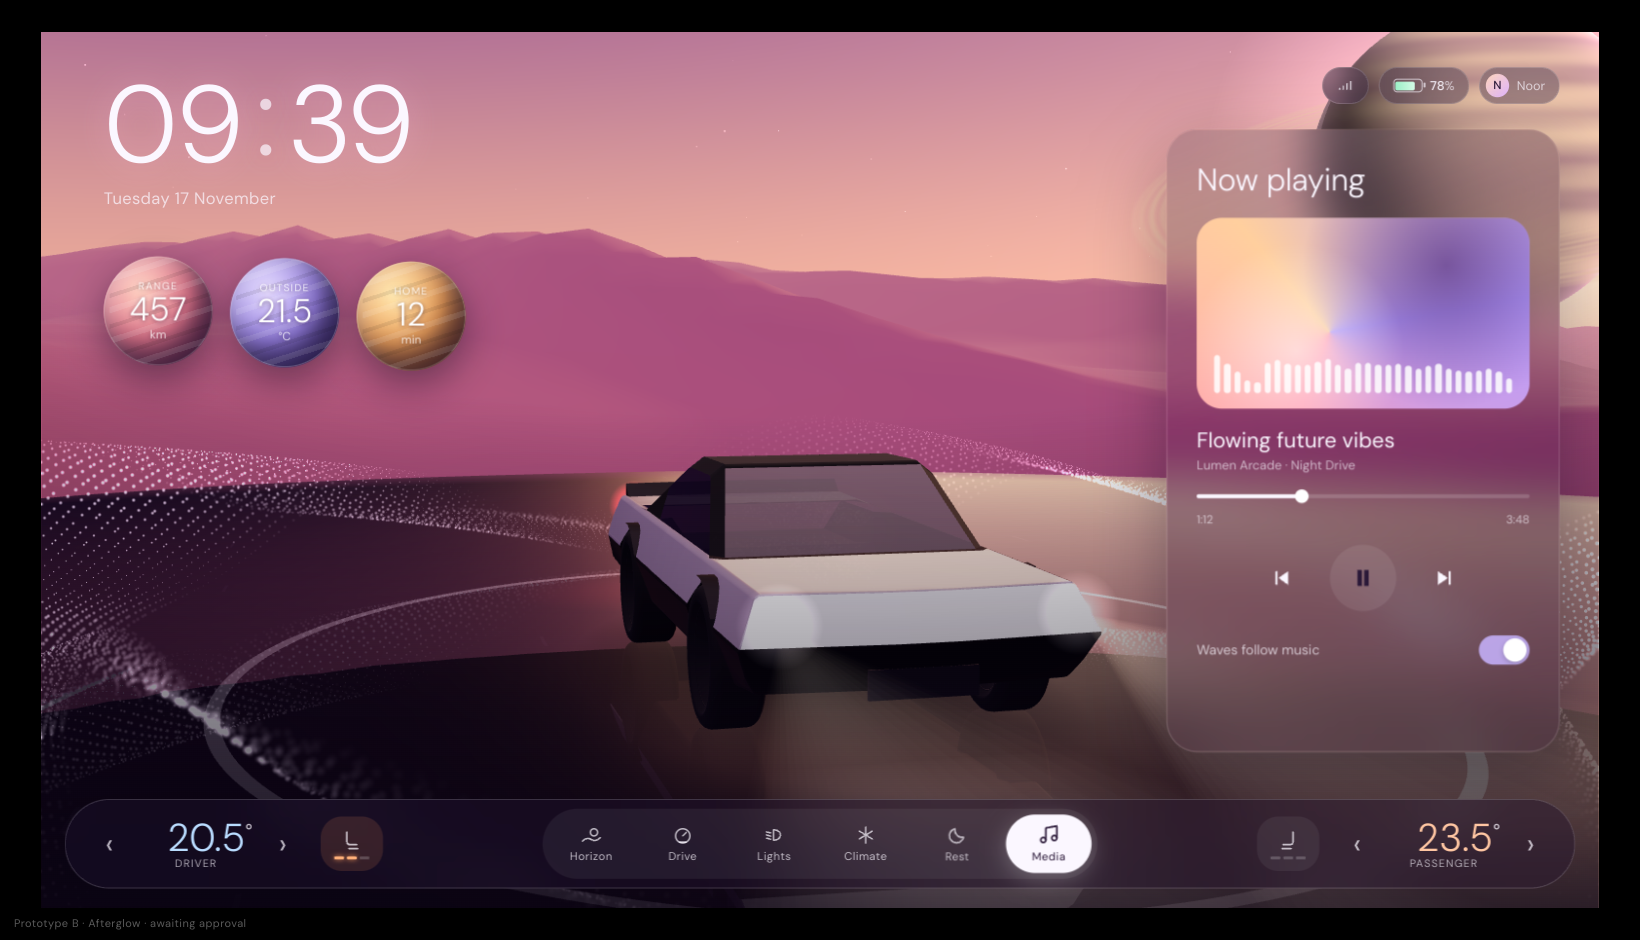 09:39
Tuesday 17 November
78%
N Noor
RANGE
457
km
OUTSIDE
21.5
°C
HOME
12
min
Now playing
Flowing future vibes
Lumen Arcade · Night Drive
1:12 3:48
Waves follow music
‹ 20.5° ›
DRIVER
Horizon Drive Lights Climate Rest Media
‹ 23.5° ›
PASSENGER
Prototype B · Afterglow · awaiting approval